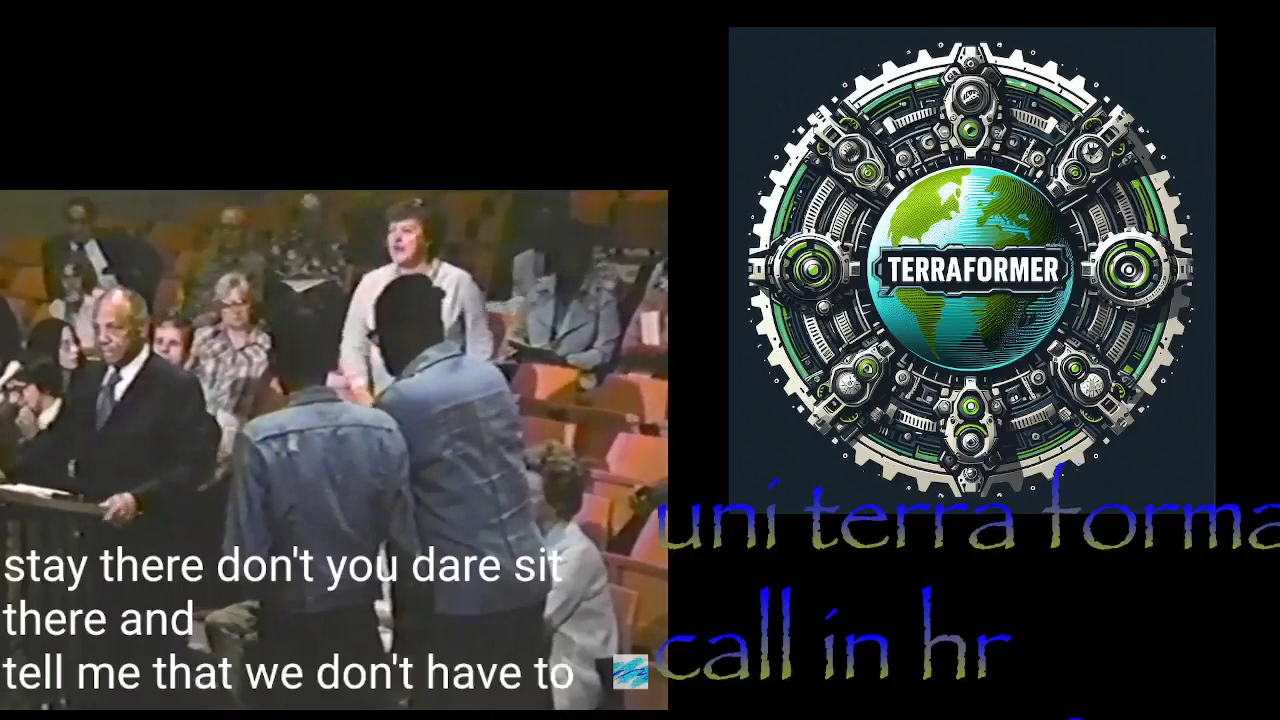 TERRAFORMER
uni terra forma
call in hr
stay there don't you dare sit
there and
tell me that we don't have to